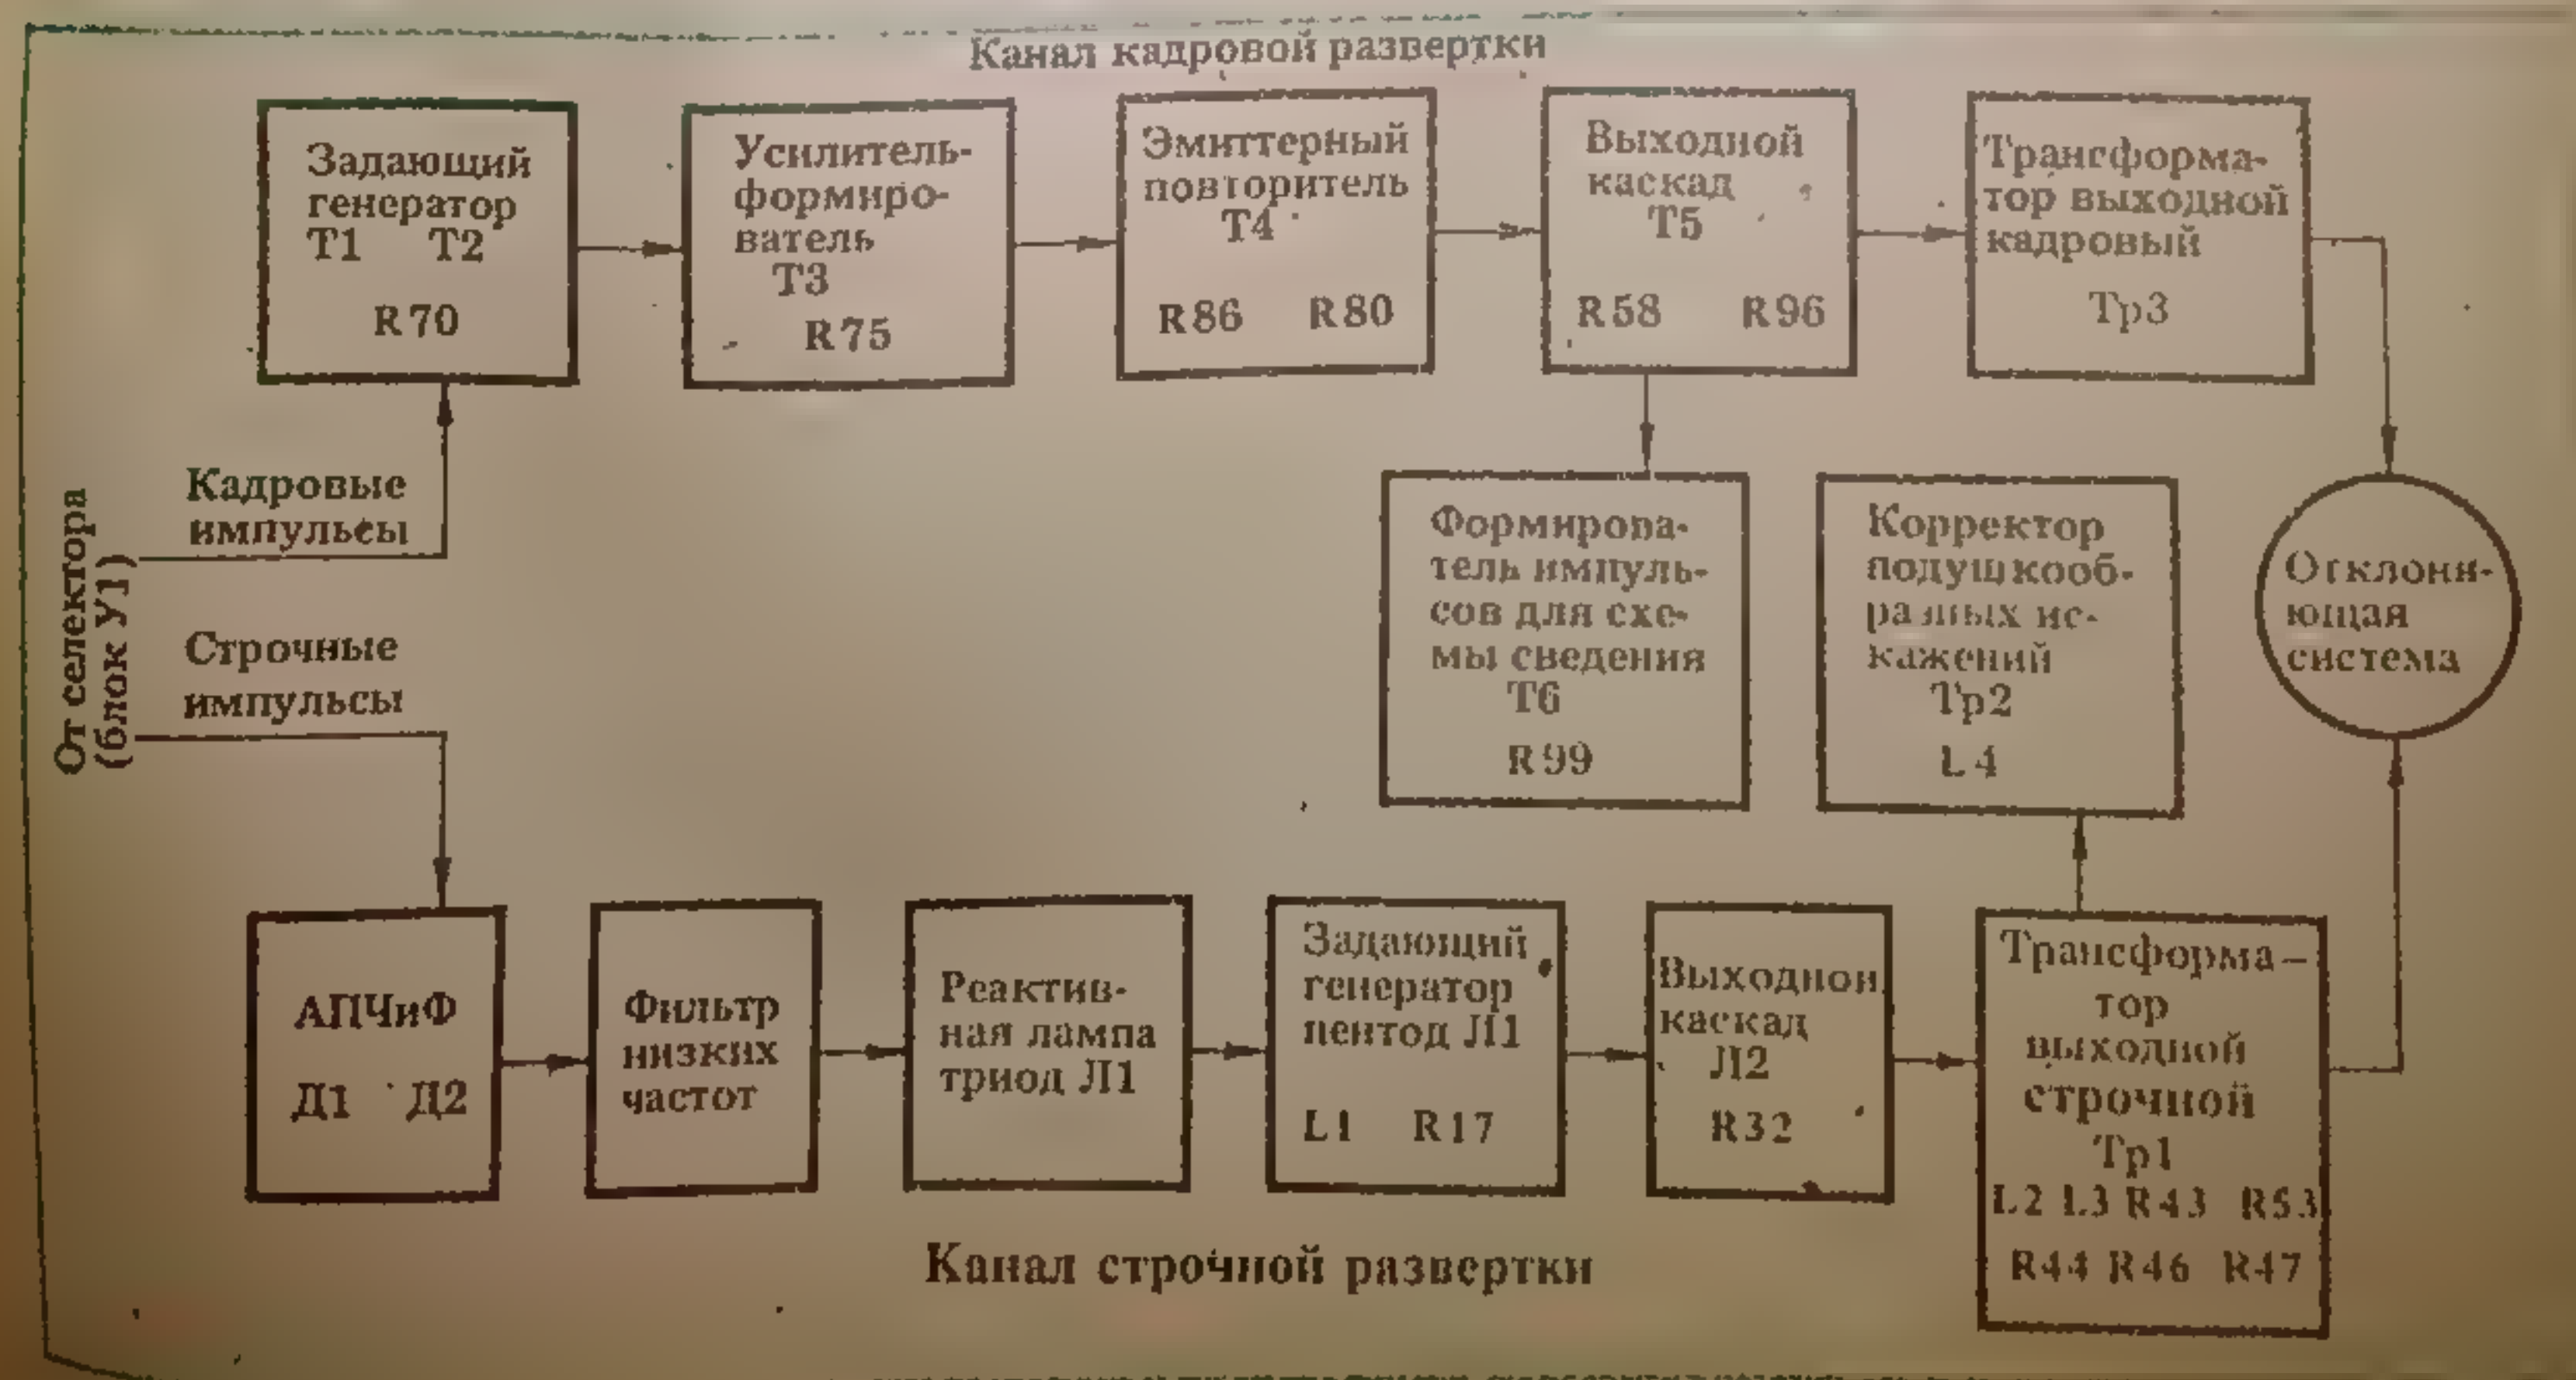 Канал кадровой развертки
Задающий
генератор
Т1 Т2
R70
Усилитель-
формиро-
ватель
Т3
R75
Эмиттерный
повторитель
Т4
R86 R80
Выходной
каскад
Т5
R58 R96
Трансформа-
тор выходной
кадровый
Тр3
От селектора
(блок У1)
Кадровые
импульсы
Строчные
импульсы
Формирова-
тель импуль-
сов для схе-
мы сведения
Т6
R99
Корректор
подушкооб-
разных ис-
кажений
Тр2
L4
Отклоня-
ющая
система
АПЧиФ
Д1 Д2
Фильтр
низких
частот
Реактив-
ная лампа
триод Л1
Задающий
генератор
пентод Л1
L1 R17
Выходной
каскад
Л2
R32
Трансформа-
тор
выходной
строчной
Тр1
L2 L3 R43 R53
R44 R46 R47
Канал строчной развертки